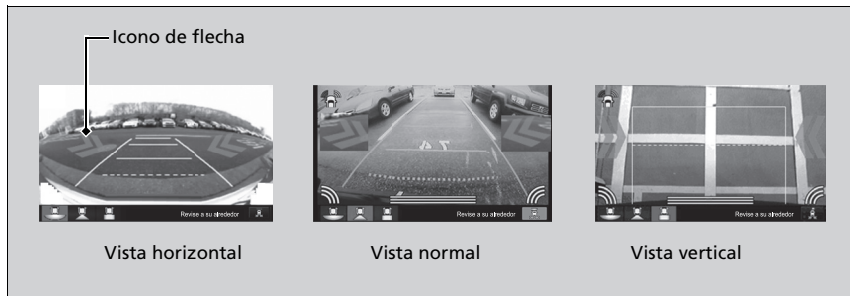 Icono de flecha
Revise a su alrededor
Revise a su alrededor
Revise a su alrededor
Vista horizontal
Vista normal
Vista vertical